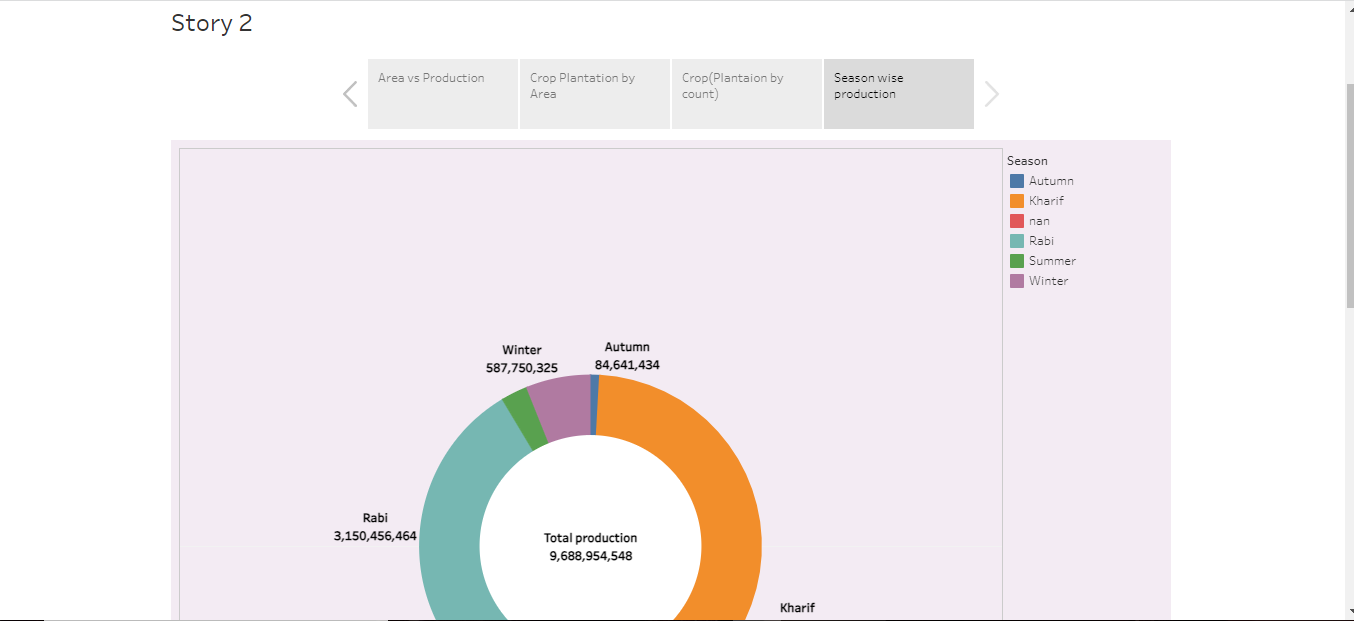 Story 2
Area vs Production
Crop Plantation by
Area
Crop(Plantaion by
count)
Season wise
production
Season
Autumn
Kharif
nan
Rabi
Summer
Winter
Winter
587,750,325
Autumn
84,641,434
Rabi
3,150,456,464
Total production
9,688,954,548
Kharif